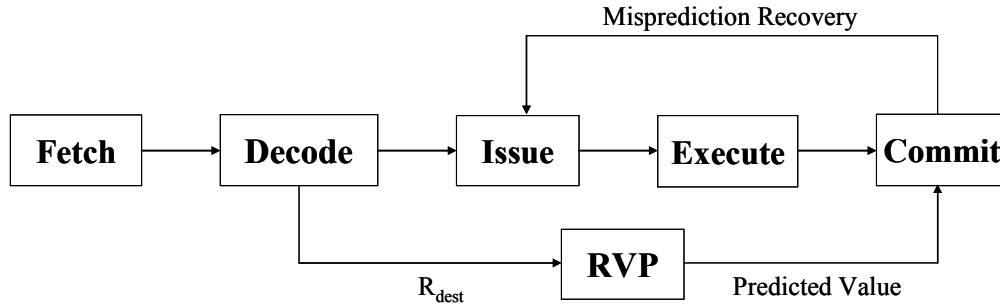 Misprediction Recovery
Fetch
Decode
Issue
Execute
Commit
RVP
R_dest
Predicted Value